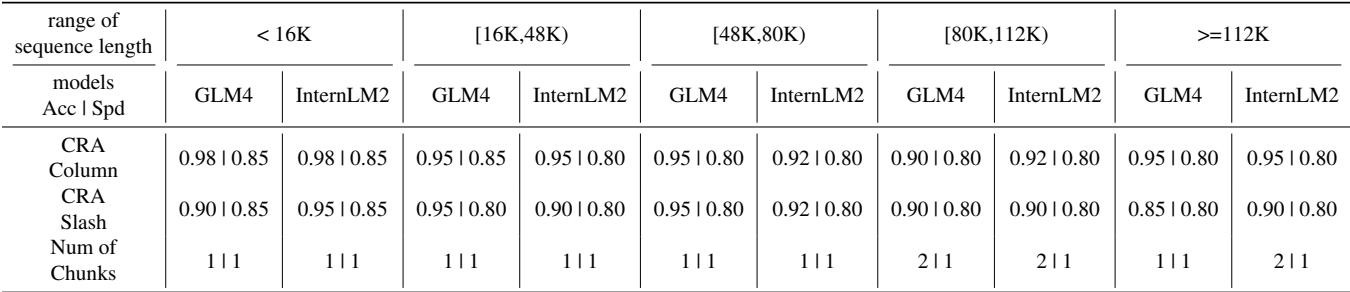 range of
sequence length < 16K [16K,48K) [48K,80K) [80K,112K) >=112K
models
Acc | Spd GLM4 InternLM2 GLM4 InternLM2 GLM4 InternLM2 GLM4 InternLM2 GLM4 InternLM2
CRA
Column 0.98 | 0.85 0.98 | 0.85 0.95 | 0.85 0.95 | 0.80 0.95 | 0.80 0.92 | 0.80 0.90 | 0.80 0.92 | 0.80 0.95 | 0.80 0.95 | 0.80
CRA
Slash 0.90 | 0.85 0.95 | 0.85 0.95 | 0.80 0.90 | 0.80 0.95 | 0.80 0.92 | 0.80 0.90 | 0.80 0.90 | 0.80 0.85 | 0.80 0.90 | 0.80
Num of
Chunks 1 | 1 1 | 1 1 | 1 1 | 1 1 | 1 1 | 1 2 | 1 2 | 1 1 | 1 2 | 1